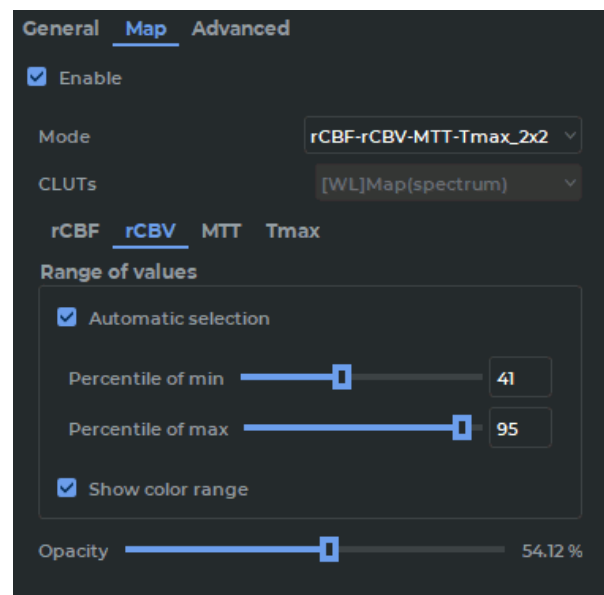 General Map Advanced
Enable
Mode rCBF-rCBV-MTT-Tmax_2x2
CLUTs [WL]Map(spectrum)
rCBF rCBV MTT Tmax
Range of values
Automatic selection
Percentile of min 41
Percentile of max 95
Show color range
Opacity 54.12 %